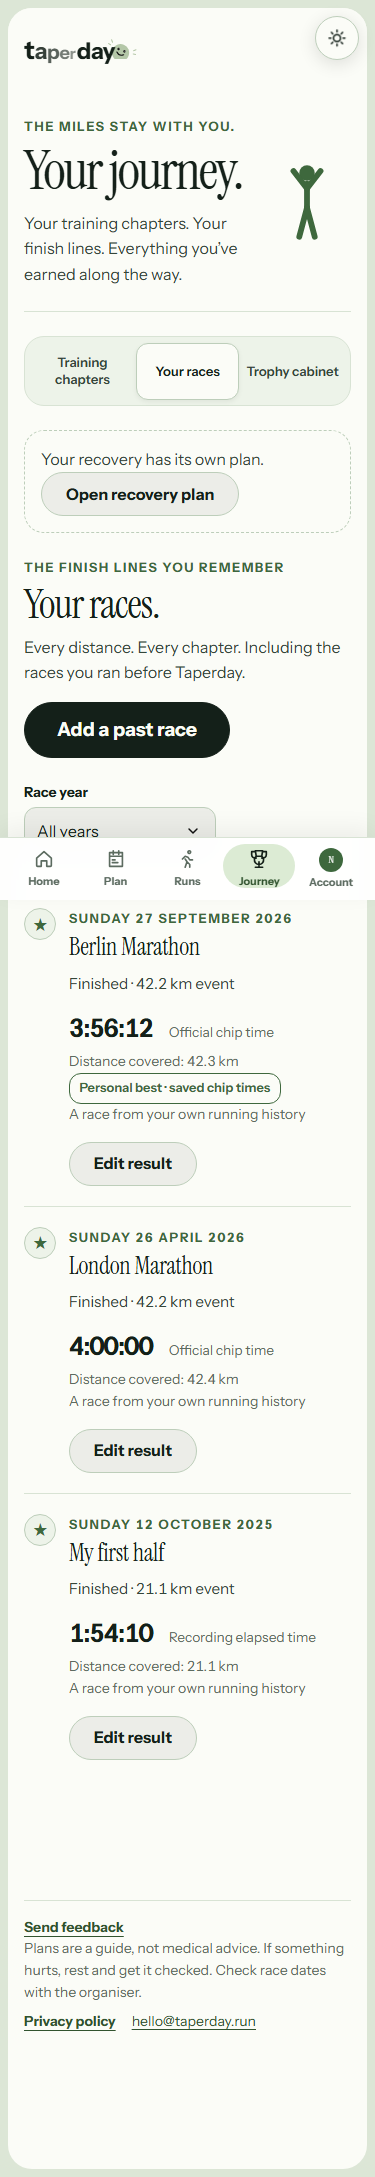 taperday
THE MILES STAY WITH YOU.
Your journey.
Your training chapters. Your
finish lines. Everything you've
earned along the way.
Training
chapters
Your races
Trophy cabinet
Your recovery has its own plan.
Open recovery plan
THE FINISH LINES YOU REMEMBER
Your races.
Every distance. Every chapter. Including the
races you ran before Taperday.
Add a past race
Race year
All years
Home
Plan
Runs
Journey
N
Account
SUNDAY 27 SEPTEMBER 2026
Berlin Marathon
Finished · 42.2 km event
3:56:12 Official chip time
Distance covered: 42.3 km
Personal best · saved chip times
A race from your own running history
Edit result
SUNDAY 26 APRIL 2026
London Marathon
Finished · 42.2 km event
4:00:00 Official chip time
Distance covered: 42.4 km
A race from your own running history
Edit result
SUNDAY 12 OCTOBER 2025
My first half
Finished · 21.1 km event
1:54:10 Recording elapsed time
Distance covered: 21.1 km
A race from your own running history
Edit result
Send feedback
Plans are a guide, not medical advice. If something
hurts, rest and get it checked. Check race dates
with the organiser.
Privacy policy hello@taperday.run